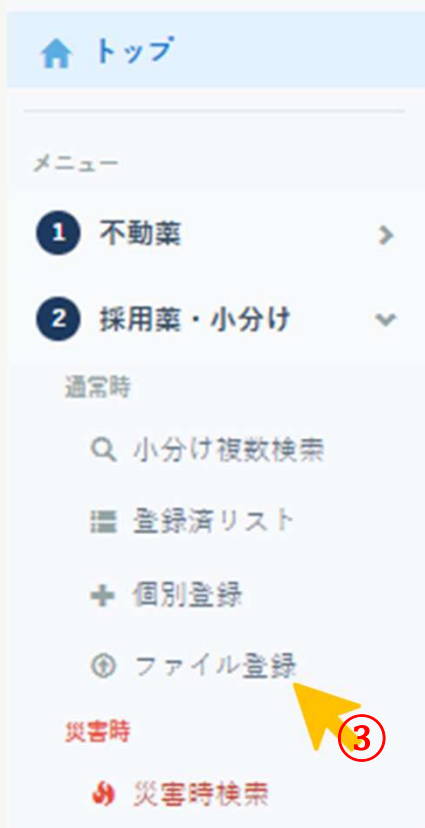 トップ
メニュー
1 不動薬
2 採用薬・小分け
通常時
小分け複数検索
登録済リスト
個別登録
ファイル登録
③
災害時
災害時検索